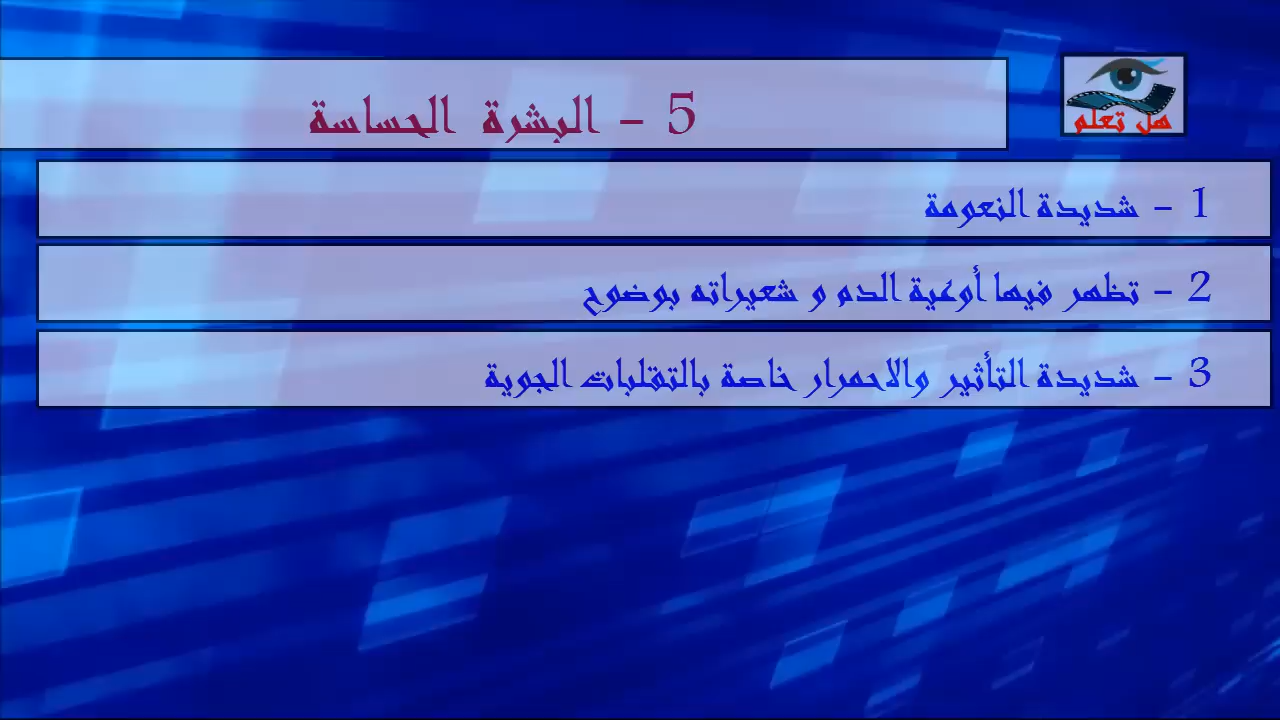 هل تعلم
5 - البشرة الحساسة
1 - شديدة النعومة
2 - تظهر فيها أوعية الدم و شعيراته بوضوح
3 - شديدة التأثير والاحمرار خاصة بالتقلبات الجوية